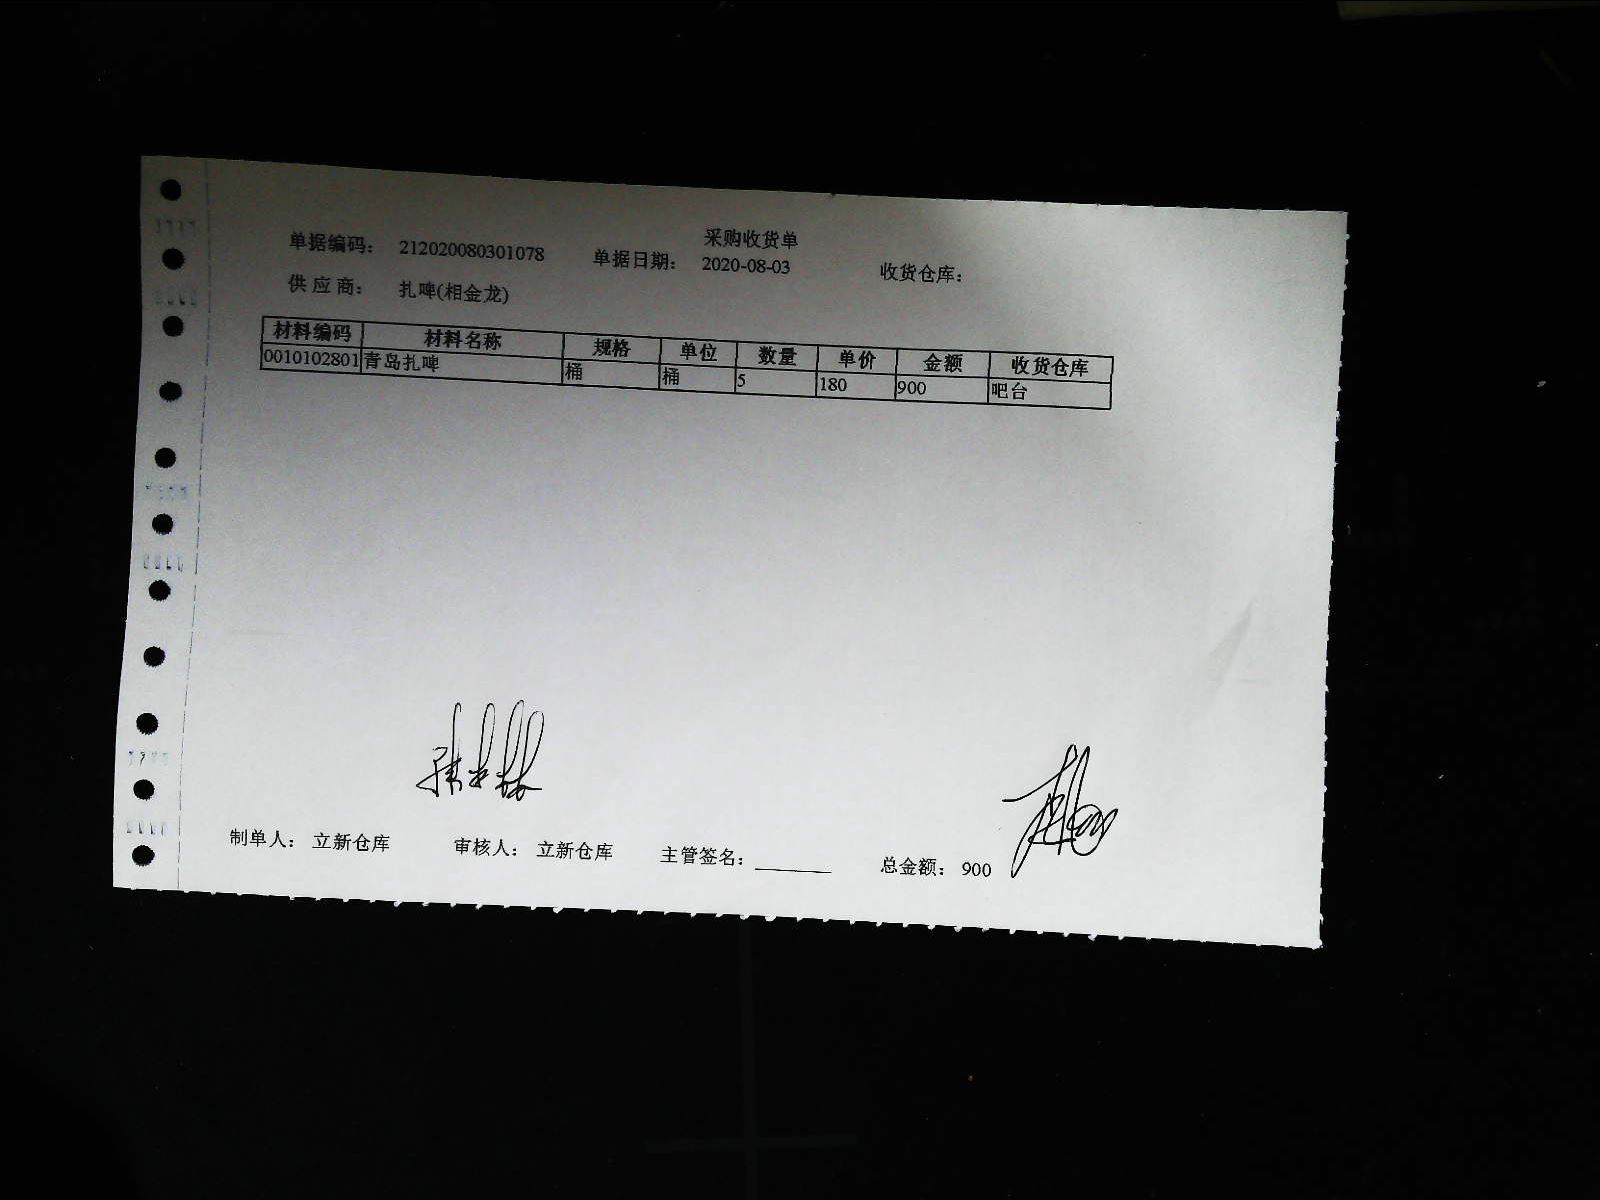 采购收货单
单据编码： 212020080301078 单据日期： 2020-08-03 收货仓库：
供 应 商： 扎啤(相金龙)
材料编码 材料名称 规格 单位 数量 单价 金额 收货仓库
0010102801 青岛扎啤 桶 桶 5 180 900 吧台
制单人： 立新仓库 审核人： 立新仓库 主管签名：______ 总金额： 900